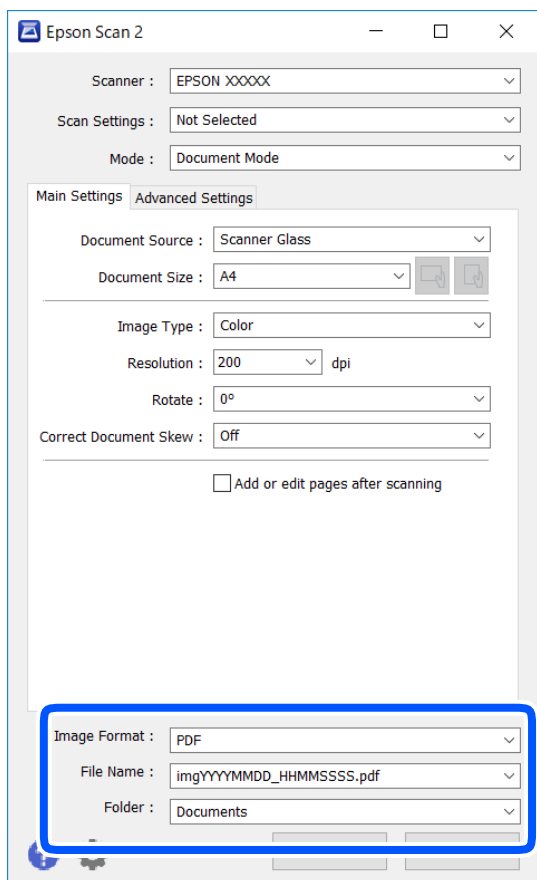 Epson Scan 2
Scanner : EPSON XXXXX
Scan Settings : Not Selected
Mode : Document Mode
Main Settings Advanced Settings
Document Source : Scanner Glass
Document Size : A4
Image Type : Color
Resolution : 200 dpi
Rotate : 0°
Correct Document Skew : Off
Add or edit pages after scanning
Image Format : PDF
File Name : imgYYYYMMDD_HHMMSSSS.pdf
Folder : Documents